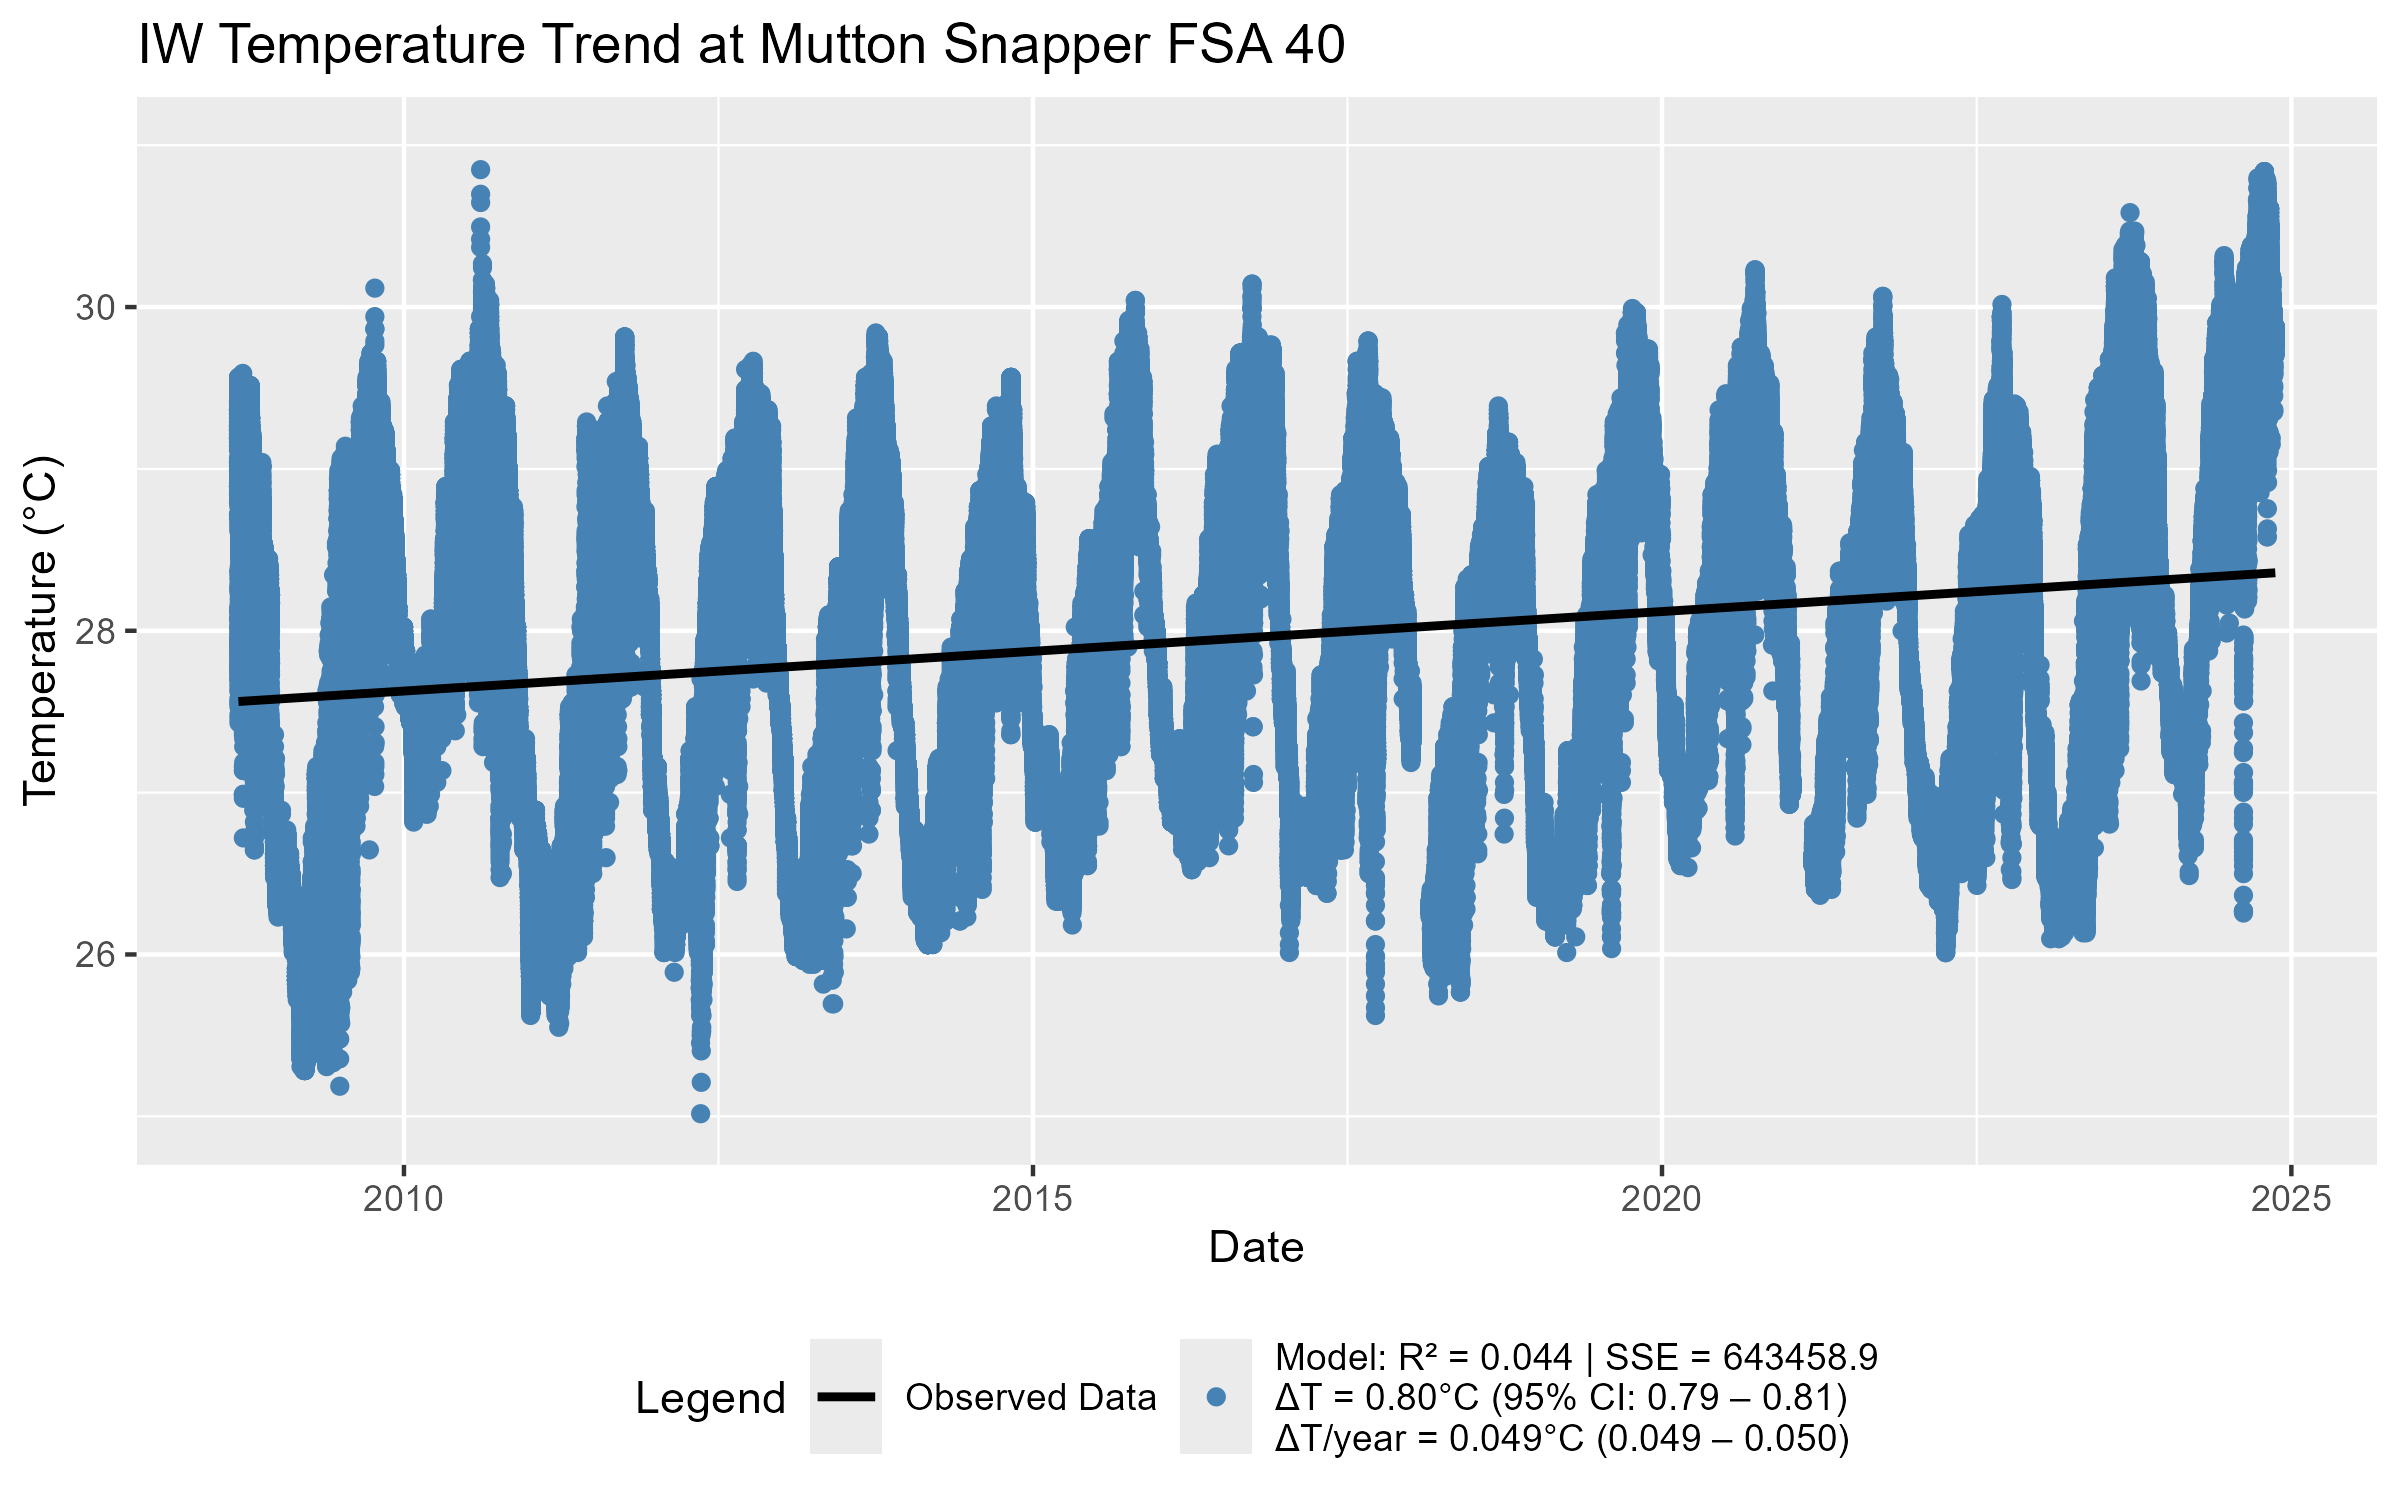 IW Temperature Trend at Mutton Snapper FSA 40
Temperature (°C)
30
28
26
2010
2015
2020
2025
Date
Legend
Observed Data
Model: R² = 0.044 | SSE = 643458.9
ΔT = 0.80°C (95% CI: 0.79 – 0.81)
ΔT/year = 0.049°C (0.049 – 0.050)